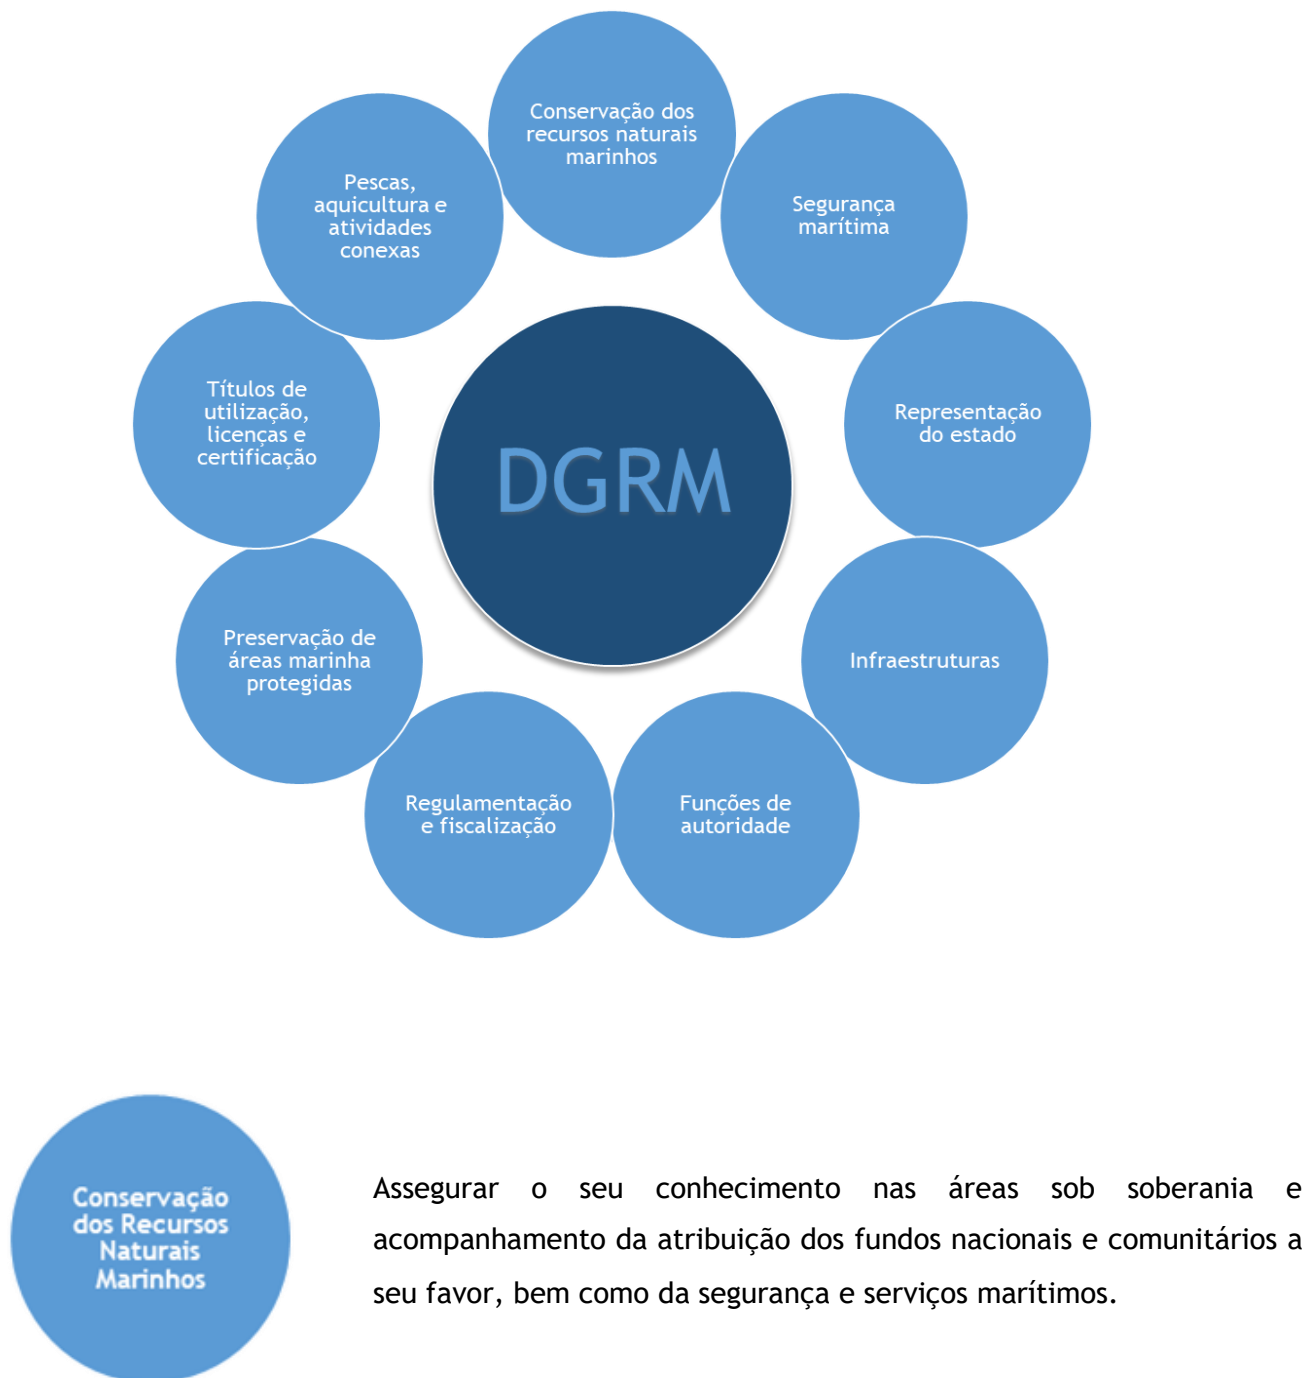 Conservação dos
recursos naturais
marinhos
Segurança
marítima
Representação
do estado
Infraestruturas
Funções de
autoridade
Regulamentação
e fiscalização
Preservação de
áreas marinha
protegidas
Títulos de
utilização,
licenças e
certificação
Pescas,
aquicultura e
atividades
conexas
DGRM
Conservação
dos Recursos
Naturais
Marinhos
Assegurar o seu conhecimento nas áreas sob soberania e
acompanhamento da atribuição dos fundos nacionais e comunitários a
seu favor, bem como da segurança e serviços marítimos.